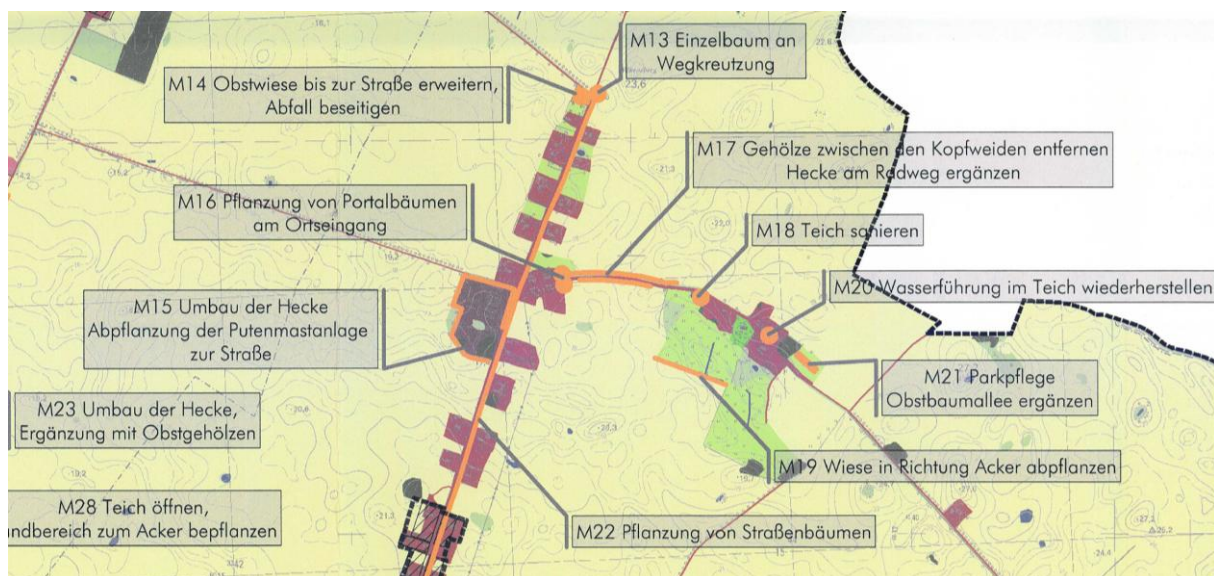 M13 Einzelbaum an
Wegkreutzung
M14 Obstwiese bis zur Straße erweitern,
Abfall beseitigen
23,6
M17 Gehölze zwischen den Kopfweiden entfernen
Hecke am Radweg ergänzen
M16 Pflanzung von Portalbäumen
am Ortseingang
M18 Teich sanieren
M20 Wasserführung im Teich wiederherstellen
M15 Umbau der Hecke
Abpflanzung der Putenmastanlage
zur Straße
M21 Parkpflege
Obstbaumallee ergänzen
M23 Umbau der Hecke,
Ergänzung mit Obstgehölzen
M19 Wiese in Richtung Acker abpflanzen
M28 Teich öffnen,
ndbereich zum Acker bepflanzen
M22 Pflanzung von Straßenbäumen